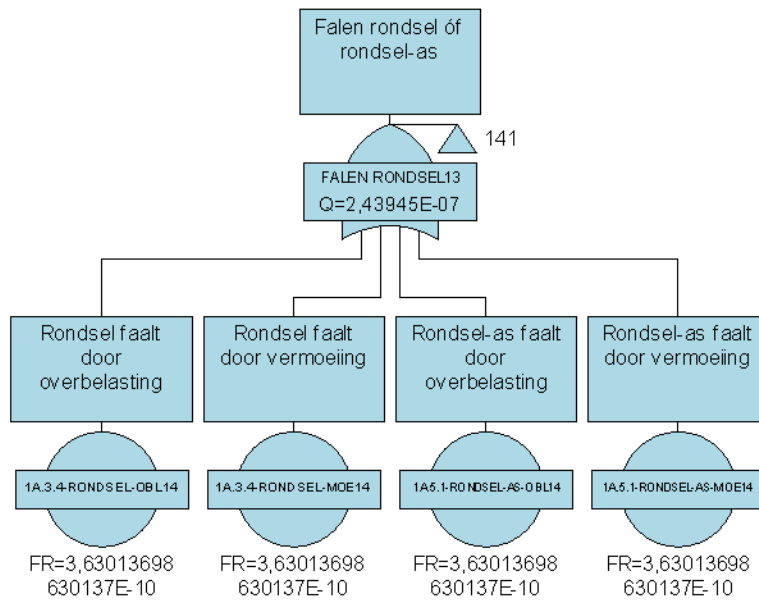 Falen rondsel óf
rondsel-as
141
FALEN RONDSEL13
Q=2,43945E-07
Rondsel faalt
door
overbelasting
Rondsel faalt
door vermoeiing
Rondsel-as faalt
door
overbelasting
Rondsel-as faalt
door vermoeiing
1A.3.4-RONDSEL-OBL14
1A.3.4-RONDSEL-MOE14
1A5.1-RONDSEL-AS-OBL14
1A5.1-RONDSEL-AS-MOE14
FR=3,63013698
630137E-10
FR=3,63013698
630137E-10
FR=3,63013698
630137E-10
FR=3,63013698
630137E-10